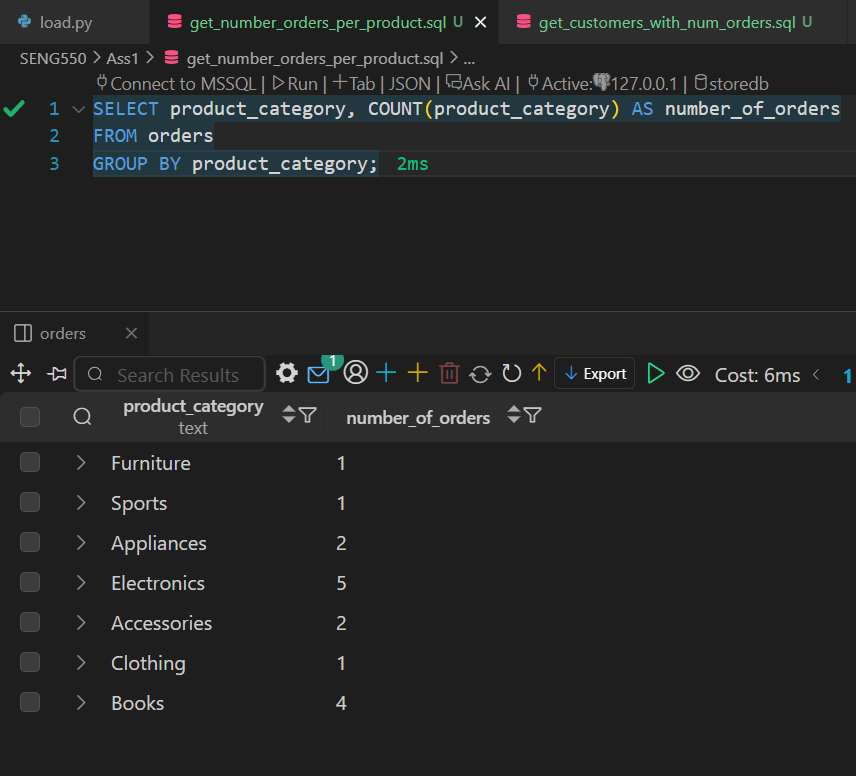 load.py
get_number_orders_per_product.sql U
get_customers_with_num_orders.sql U
SENG550 > Ass1 > get_number_orders_per_product.sql > ...
Connect to MSSQL | Run | Tab | JSON | Ask AI | Active: 127.0.0.1 | storedb
1 SELECT product_category, COUNT(product_category) AS number_of_orders
2 FROM orders
3 GROUP BY product_category; 2ms
orders
Search Results 1 Export Cost: 6ms < 1
product_category
text
number_of_orders
Furniture 1
Sports 1
Appliances 2
Electronics 5
Accessories 2
Clothing 1
Books 4